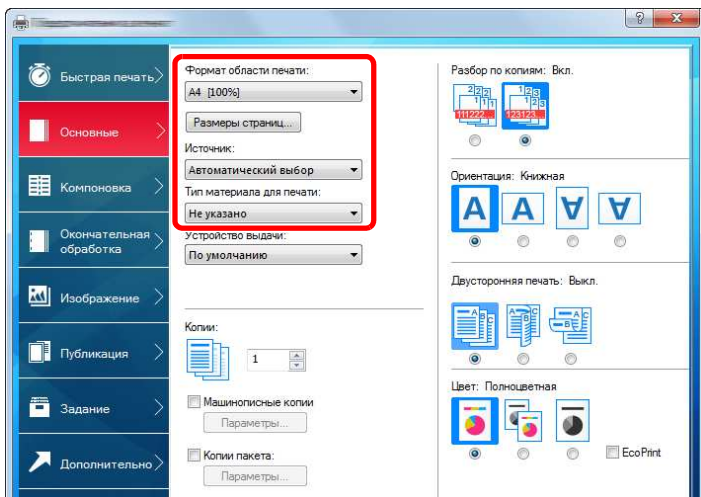 Быстрая печать
Основные
Компоновка
Окончательная
обработка
Изображение
Публикация
Задание
Дополнительно
Формат области печати:
A4 [100%]
Размеры страниц...
Источник:
Автоматический выбор
Тип материала для печати:
Не указано
Устройство выдачи:
По умолчанию
Копии:
1
Машинописные копии
Параметры...
Копии пакета:
Параметры...
Разбор по копиям: Вкл.
111222...
123123...
Ориентация: Книжная
A A A A
Двусторонняя печать: Выкл.
Цвет: Полноцветная
EcoPrint